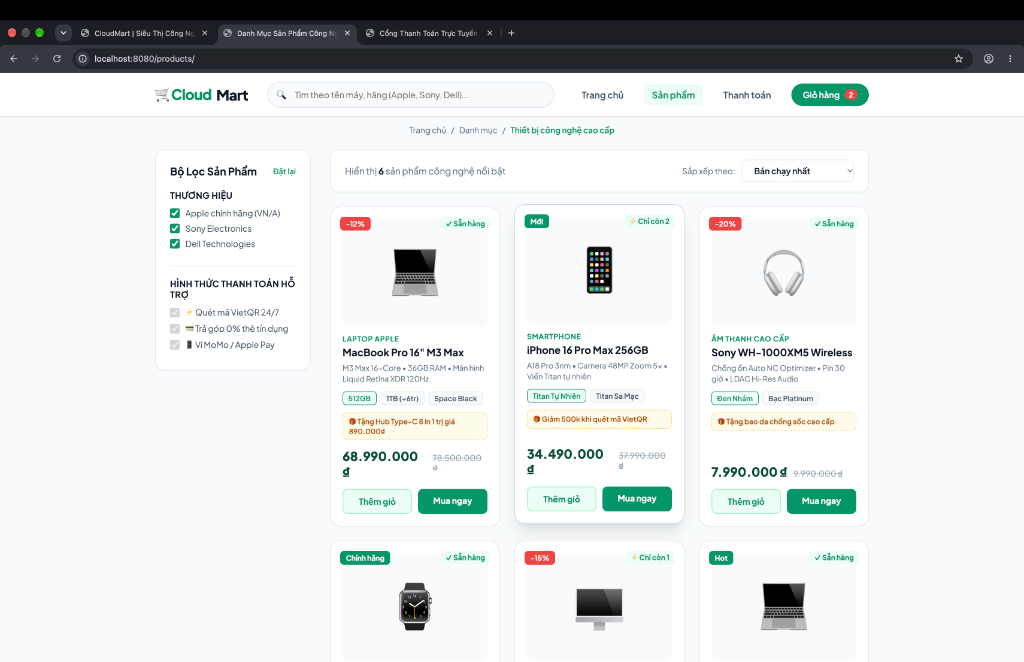 CloudMart | Siêu Thị Công Ng
Danh Mục Sản Phẩm Công Ng
Cổng Thanh Toán Trực Tuyến
localhost:8080/products/
Cloud Mart
Tìm theo tên máy, hãng (Apple, Sony, Dell)...
Trang chủ
Sản phẩm
Thanh toán
Giỏ hàng 2
Trang chủ / Danh mục / Thiết bị công nghệ cao cấp
Bộ Lọc Sản Phẩm
Đặt lại
THƯƠNG HIỆU
Apple chính hãng (VN/A)
Sony Electronics
Dell Technologies
HÌNH THỨC THANH TOÁN HỖ
TRỢ
⚡ Quét mã VietQR 24/7
💳 Trả góp 0% thẻ tín dụng
📱 Ví MoMo / Apple Pay
Hiển thị 6 sản phẩm công nghệ nổi bật
Sắp xếp theo:
Bán chạy nhất
-12%
✓ Sẵn hàng
LAPTOP APPLE
MacBook Pro 16" M3 Max
M3 Max 16-Core • 36GB RAM • Màn hình
Liquid Retina XDR 120Hz
512GB
1TB (+6tr)
Space Black
🎁 Tặng Hub Type-C 8 in 1 trị giá
890.000đ
68.990.000
₫
78.500.000
₫
Thêm giỏ
Mua ngay
Mới
⚡ Chỉ còn 2
SMARTPHONE
iPhone 16 Pro Max 256GB
A18 Pro 3nm • Camera 48MP Zoom 5x •
Viền Titan tự nhiên
Titan Tự Nhiên
Titan Sa Mạc
🎁 Giảm 500k khi quét mã VietQR
34.490.000
₫
37.990.000
₫
Thêm giỏ
Mua ngay
-20%
✓ Sẵn hàng
ÂM THANH CAO CẤP
Sony WH-1000XM5 Wireless
Chống ồn Auto NC Optimizer • Pin 30
giờ • LDAC Hi-Res Audio
Đen Nhám
Bạc Platinum
🎁 Tặng bao da chống sốc cao cấp
7.990.000 ₫
9.990.000 ₫
Thêm giỏ
Mua ngay
Chính hãng
✓ Sẵn hàng
-15%
⚡ Chỉ còn 1
Hot
✓ Sẵn hàng